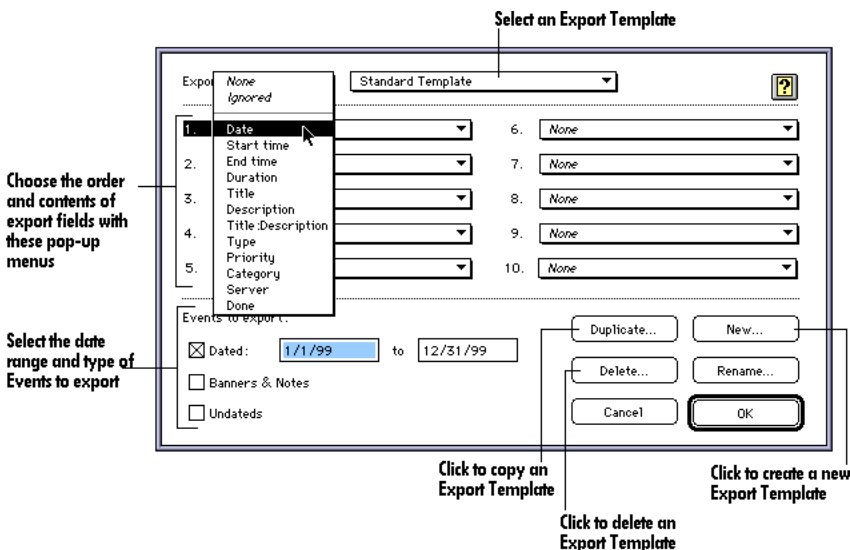 Select an Export Template
Expo
Standard Template
?
None
Ignored
Date
Start time
End time
Duration
Title
Description
Title:Description
Type
Priority
Category
Server
Done
1.
2.
3.
4.
5.
6. None
7. None
8. None
9. None
10. None
Choose the order
and contents of
export fields with
these pop-up
menus
Events to export:
Dated: 1/1/99 to 12/31/99
Banners & Notes
Undateds
Select the date
range and type of
Events to export
Duplicate... New...
Delete... Rename...
Cancel OK
Click to copy an
Export Template
Click to create a new
Export Template
Click to delete an
Export Template